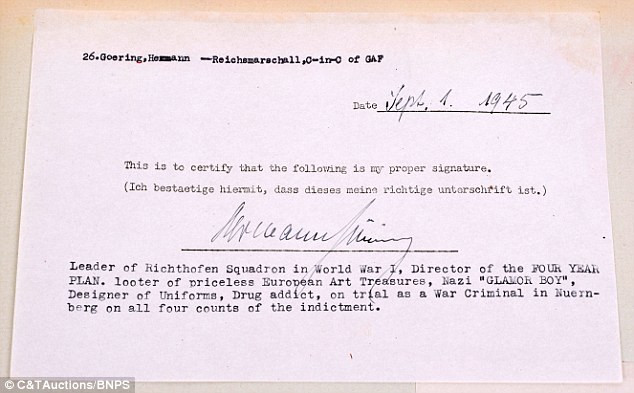 26.Goering,Hermann —Reichsmarschall,C-in-C of GAF
Date Sept. 1. 1945
This is to certify that the following is my proper signature.
(Ich bestaetige hiermit, dass dieses meine richtige unterschrift ist.)
Hermann Göring
Leader of Richthofen Squadron in World War I, Director of the FOUR YEAR
PLAN. looter of priceless European Art Treasures, Nazi "GLAMOR BOY",
Designer of Uniforms, Drug addict, on trial as a War Criminal in Nuern-
berg on all four counts of the indictment.
© C&TAuctions/BNPS